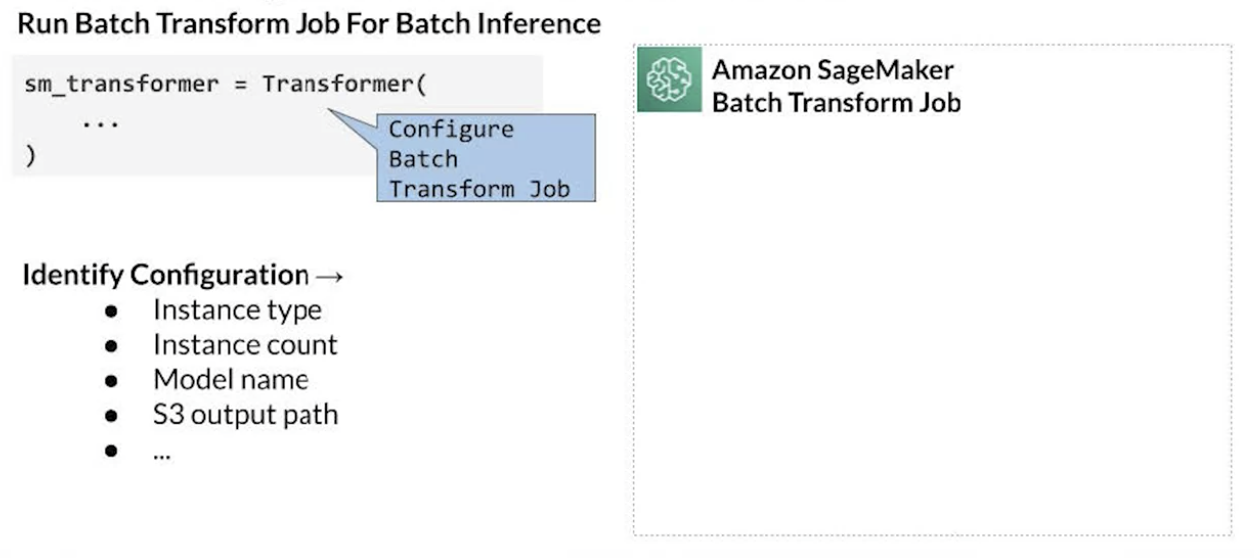 Run Batch Transform Job For Batch Inference
sm_transformer = Transformer(
...
)
Configure
Batch
Transform Job
Identify Configuration →
● Instance type
● Instance count
● Model name
● S3 output path
● ...
Amazon SageMaker
Batch Transform Job